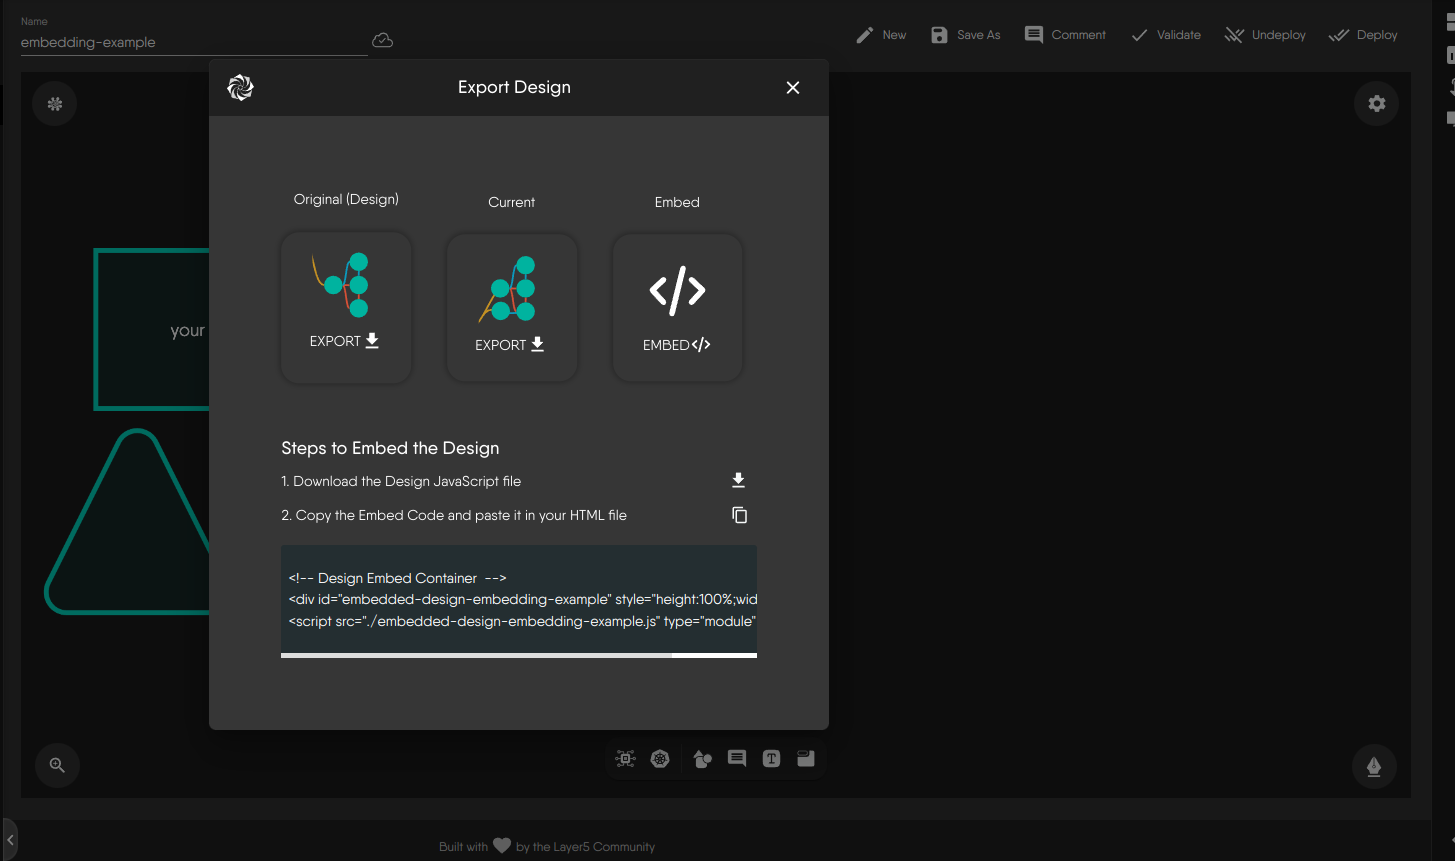 Name
embedding-example
New
Save As
Comment
Validate
Undeploy
Deploy
Export Design
Original (Design)
Current
Embed
EXPORT
EXPORT
EMBED</>
your
Steps to Embed the Design
1. Download the Design JavaScript file
2. Copy the Embed Code and paste it in your HTML file
<!-- Design Embed Container -->
<div id="embedded-design-embedding-example" style="height:100%;wid
<script src="./embedded-design-embedding-example.js" type="module"
T
Built with by the Layer5 Community